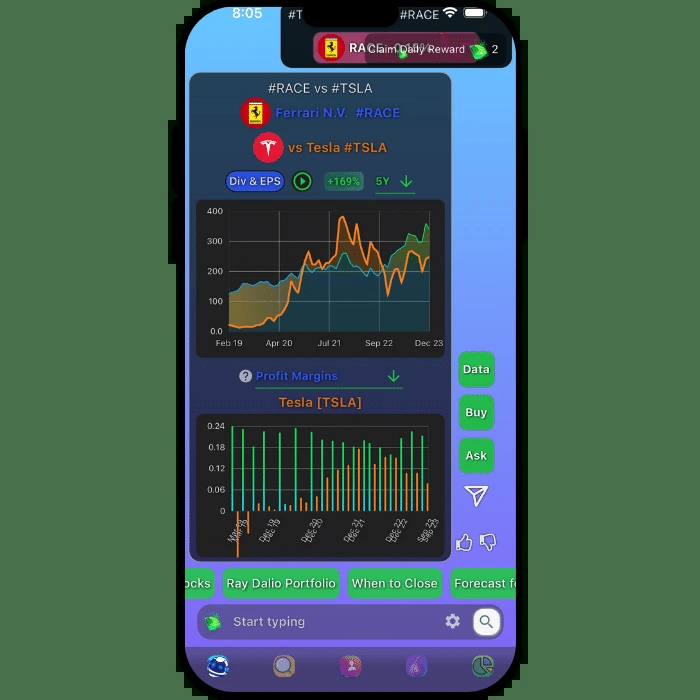 8:05
#T #RACE
RACE
Claim Daily Reward 2
#RACE vs #TSLA
Ferrari N.V. #RACE
vs Tesla #TSLA
Div & EPS +169% 5Y
400
300
200
100
0.0
Feb 19 Apr 20 Jul 21 Sep 22 Dec 23
? Profit Margins
Tesla [TSLA]
0.24
0.18
0.12
0.06
0
Dec 19 Dec 20 Dec 21 Dec 22 Sep 23
Data
Buy
Ask
ocks Ray Dalio Portfolio When to Close Forecast fo
Start typing